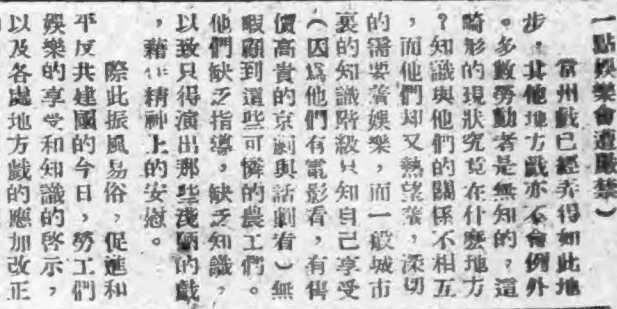 一點娛樂會遭嚴禁）
常州戲已經弄得如此地
步，其他地方戲亦不會例外
。多數勞動者是無知的，這
畸形的現狀究竟在什麼地方
？知識與他們的關係不相互
，而他們却又熱望着，深切
的需要着娛樂，而一般城市
裏的知識階級只知自己享受
（因爲他們有電影看，有售
價高貴的京劇與話劇看）無
暇顧到這些可憐的農工們。
他們缺乏指導，缺乏知識，
以致只得演出那些淺陋的戲
，藉作精神上的安慰。
際此振風易俗，促進和
平反共建國的今日，勞工們
娛樂的享受和知識的啓示，
以及各處地方戲的應加改正